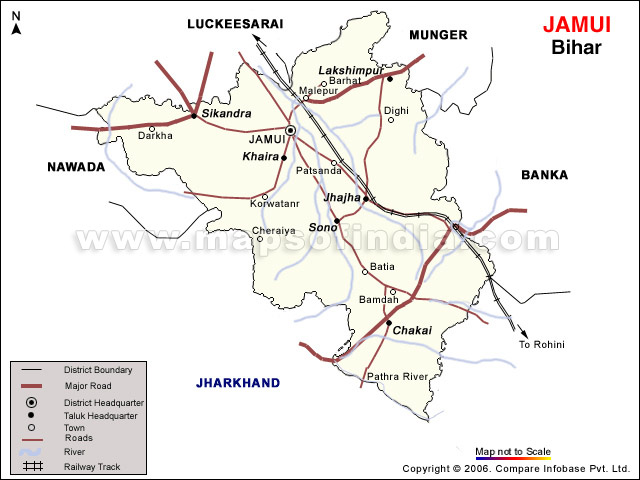 N
LUCKEESARAI
MUNGER
JAMUI
Bihar
Lakshimpur
Barhat
Malepur
Sikandra
Dighi
Darkha
JAMUI
Khaira
NAWADA
Patsanda
BANKA
Jhajha
Korwatanr
Sono
Cheraiya
www.mapsofindia.com
Batia
Bamdah
Chakai
To Rohini
JHARKHAND
Pathra River
District Boundary
Major Road
District Headquarter
Taluk Headquarter
Town
Roads
River
Railway Track
Map not to Scale
Copyright © 2006. Compare Infobase Pvt. Ltd.